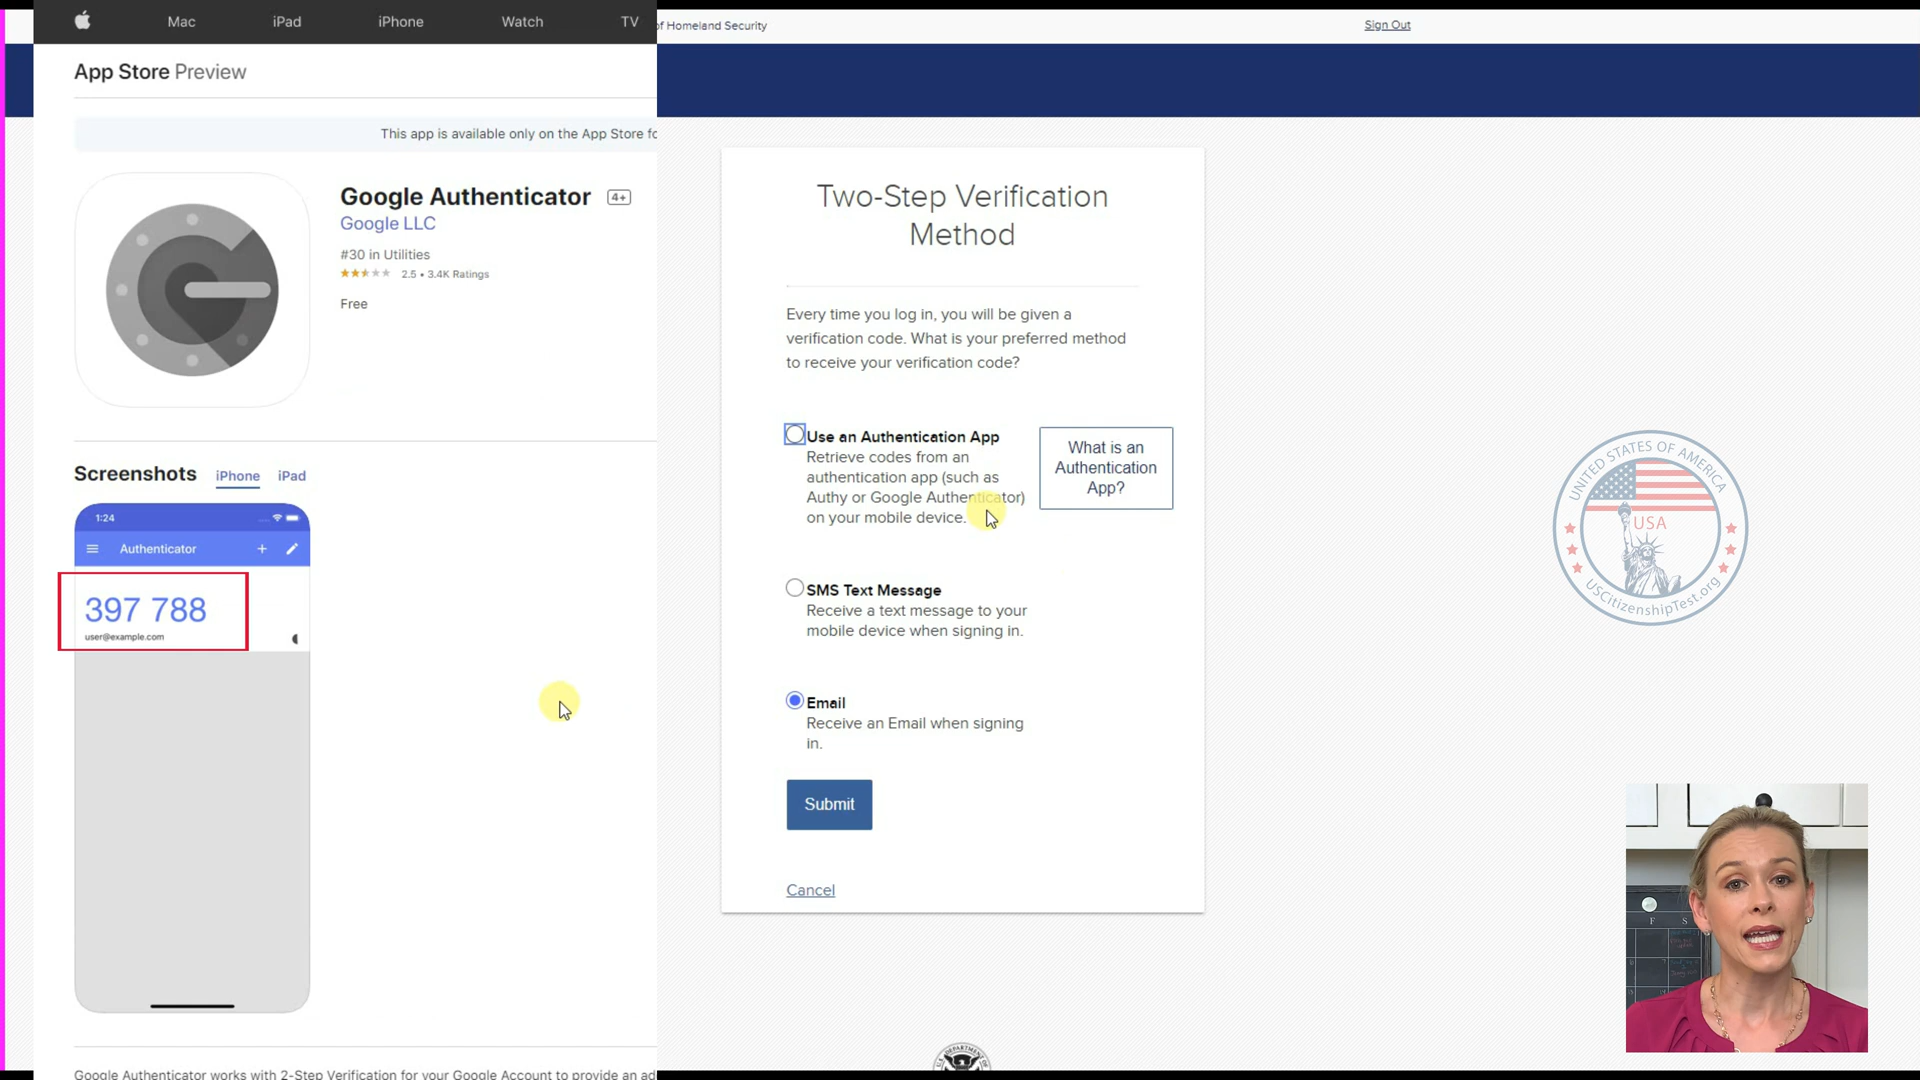 Mac
iPad
iPhone
Watch
TV
App Store Preview
This app is available only on the App Store fo
Google Authenticator 4+
Google LLC
#30 in Utilities
2.5 • 3.4K Ratings
Free
Screenshots iPhone iPad
1:24
Authenticator
397 788
user@example.com
Google Authenticator works with 2-Step Verification for your Google Account to provide an ad
of Homeland Security
Sign Out
Two-Step Verification
Method
Every time you log in, you will be given a
verification code. What is your preferred method
to receive your verification code?
Use an Authentication App
Retrieve codes from an
authentication app (such as
Authy or Google Authenticator)
on your mobile device.
What is an
Authentication
App?
SMS Text Message
Receive a text message to your
mobile device when signing in.
Email
Receive an Email when signing
in.
Submit
Cancel
UNITED STATES OF AMERICA
USA
USCitizenshipTest.org
F S